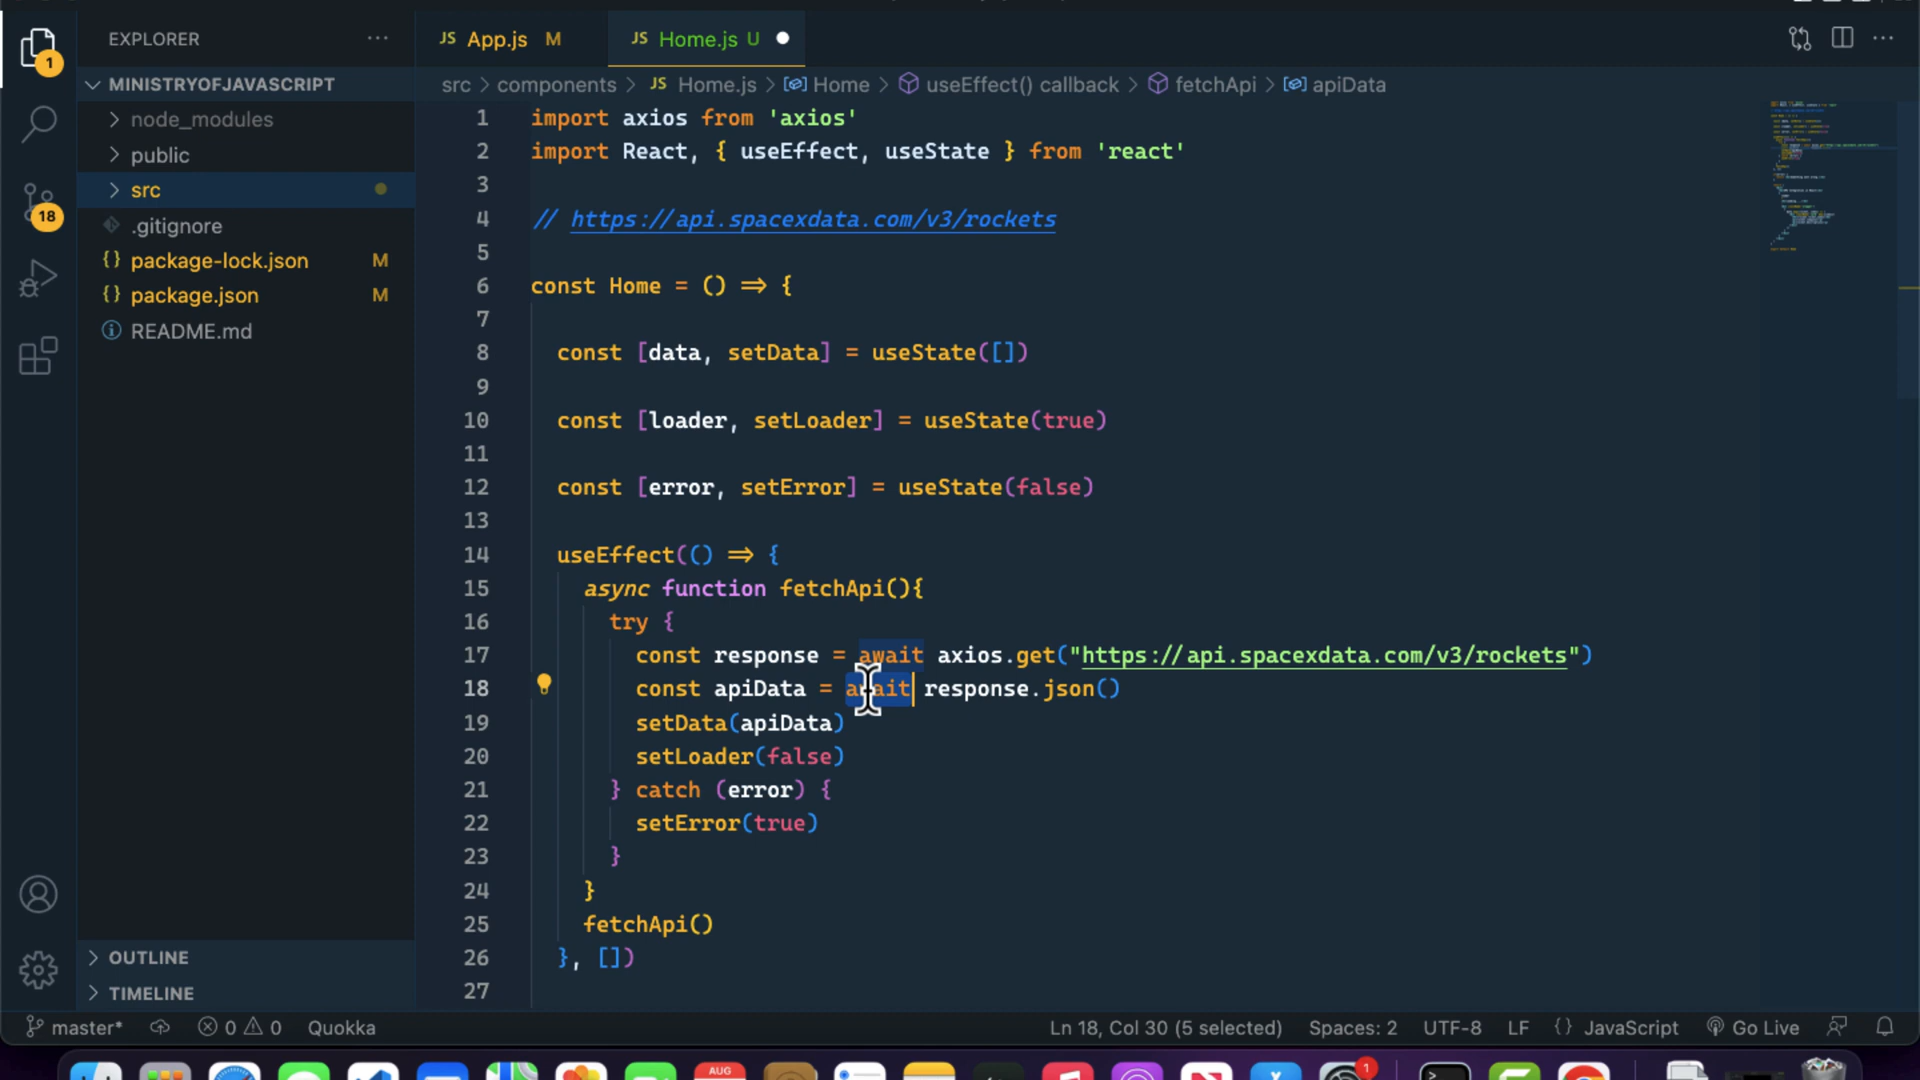 EXPLORER
1
MINISTRYOFJAVASCRIPT
node_modules
public
src
.gitignore
{} package-lock.json M
{} package.json M
README.md
18
OUTLINE
TIMELINE
JS App.js M
JS Home.js U
src > components > JS Home.js > Home > useEffect() callback > fetchApi > apiData
1 import axios from 'axios'
2 import React, { useEffect, useState } from 'react'
3
4 // https://api.spacexdata.com/v3/rockets
5
6 const Home = () => {
7
8 const [data, setData] = useState([])
9
10 const [loader, setLoader] = useState(true)
11
12 const [error, setError] = useState(false)
13
14 useEffect(() => {
15 async function fetchApi(){
16 try {
17 const response = await axios.get("https://api.spacexdata.com/v3/rockets")
18 const apiData = await response.json()
19 setData(apiData)
20 setLoader(false)
21 } catch (error) {
22 setError(true)
23 }
24 }
25 fetchApi()
26 }, [])
27
master* 0 0 Quokka Ln 18, Col 30 (5 selected) Spaces: 2 UTF-8 LF {} JavaScript Go Live
AUG
1